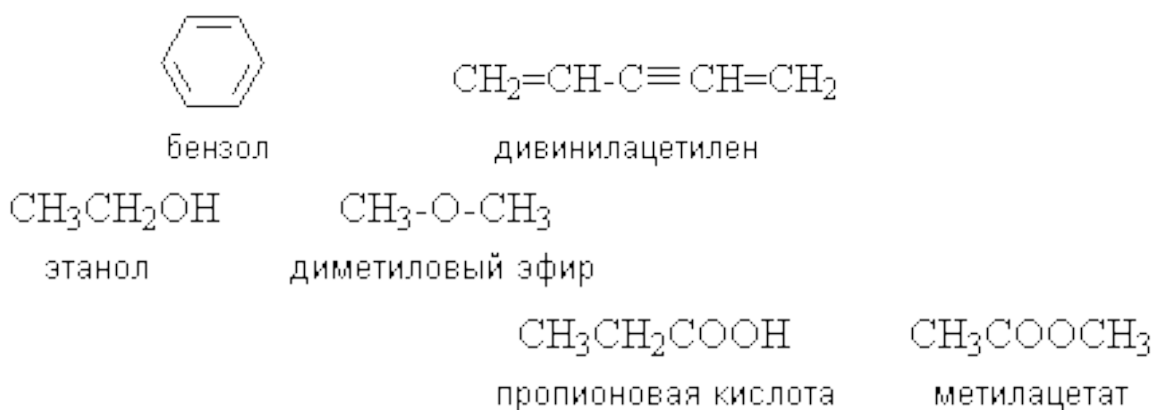 CH₂=CH-C≡CH=CH₂
бензол дивинилацетилен
CH₃CH₂OH CH₃-O-CH₃
этанол диметиловый эфир
CH₃CH₂COOH CH₃COOCH₃
пропионовая кислота метилацетат